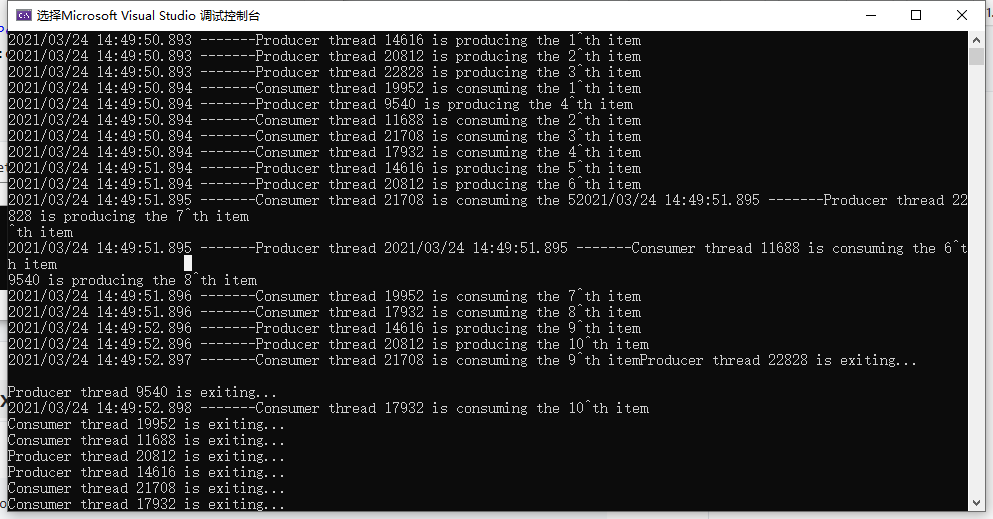 选择Microsoft Visual Studio 调试控制台
2021/03/24 14:49:50.893 -------Producer thread 14616 is producing the 1^th item
2021/03/24 14:49:50.893 -------Producer thread 20812 is producing the 2^th item
2021/03/24 14:49:50.893 -------Producer thread 22828 is producing the 3^th item
2021/03/24 14:49:50.894 -------Consumer thread 19952 is consuming the 1^th item
2021/03/24 14:49:50.894 -------Producer thread 9540 is producing the 4^th item
2021/03/24 14:49:50.894 -------Consumer thread 11688 is consuming the 2^th item
2021/03/24 14:49:50.894 -------Consumer thread 21708 is consuming the 3^th item
2021/03/24 14:49:50.894 -------Consumer thread 17932 is consuming the 4^th item
2021/03/24 14:49:51.894 -------Producer thread 14616 is producing the 5^th item
2021/03/24 14:49:51.894 -------Producer thread 20812 is producing the 6^th item
2021/03/24 14:49:51.895 -------Consumer thread 21708 is consuming the 52021/03/24 14:49:51.895 -------Producer thread 22
828 is producing the 7^th item
^th item
2021/03/24 14:49:51.895 -------Producer thread 2021/03/24 14:49:51.895 -------Consumer thread 11688 is consuming the 6^t
h item
9540 is producing the 8^th item
2021/03/24 14:49:51.896 -------Consumer thread 19952 is consuming the 7^th item
2021/03/24 14:49:51.896 -------Consumer thread 17932 is consuming the 8^th item
2021/03/24 14:49:52.896 -------Producer thread 14616 is producing the 9^th item
2021/03/24 14:49:52.896 -------Producer thread 20812 is producing the 10^th item
2021/03/24 14:49:52.897 -------Consumer thread 21708 is consuming the 9^th itemProducer thread 22828 is exiting...
Producer thread 9540 is exiting...
2021/03/24 14:49:52.898 -------Consumer thread 17932 is consuming the 10^th item
Consumer thread 19952 is exiting...
Consumer thread 11688 is exiting...
Producer thread 20812 is exiting...
Producer thread 14616 is exiting...
Consumer thread 21708 is exiting...
Consumer thread 17932 is exiting...